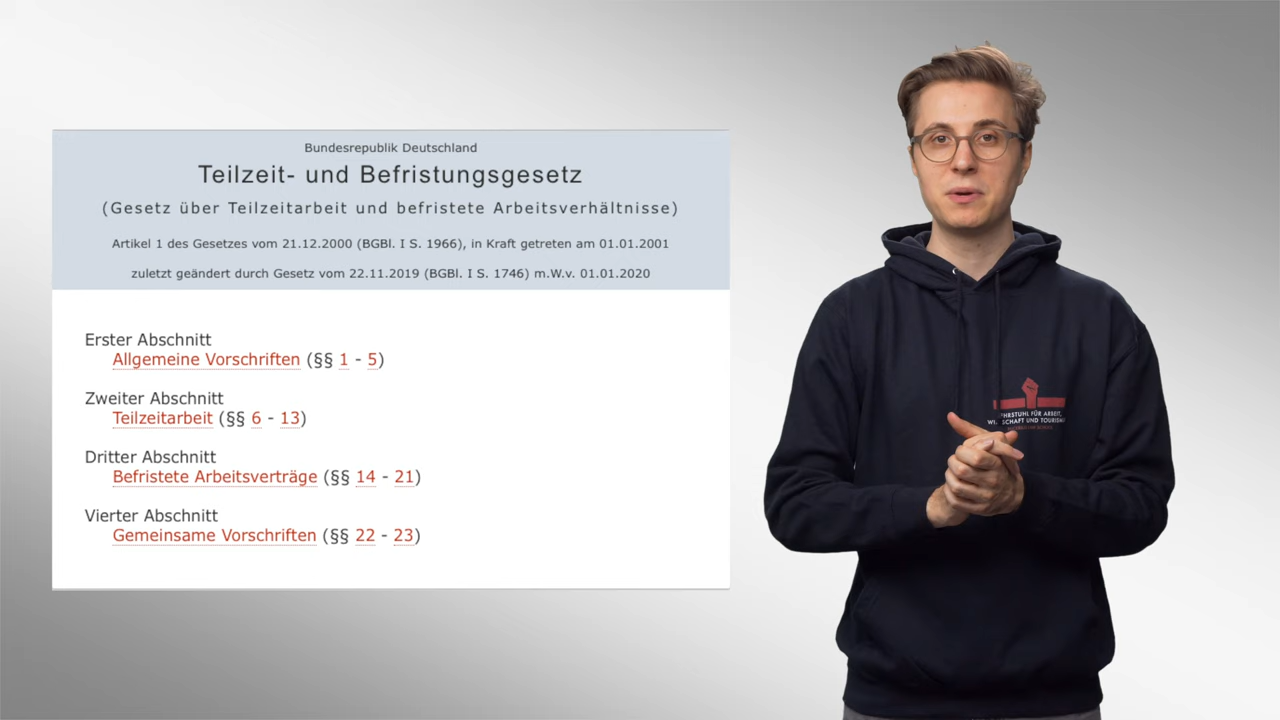 Bundesrepublik Deutschland
Teilzeit- und Befristungsgesetz
(Gesetz über Teilzeitarbeit und befristete Arbeitsverhältnisse)
Artikel 1 des Gesetzes vom 21.12.2000 (BGBl. I S. 1966), in Kraft getreten am 01.01.2001
zuletzt geändert durch Gesetz vom 22.11.2019 (BGBl. I S. 1746) m.W.v. 01.01.2020
Erster Abschnitt
Allgemeine Vorschriften (§§ 1 - 5)
Zweiter Abschnitt
Teilzeitarbeit (§§ 6 - 13)
Dritter Abschnitt
Befristete Arbeitsverträge (§§ 14 - 21)
Vierter Abschnitt
Gemeinsame Vorschriften (§§ 22 - 23)
FÜR ARBEIT,
UND